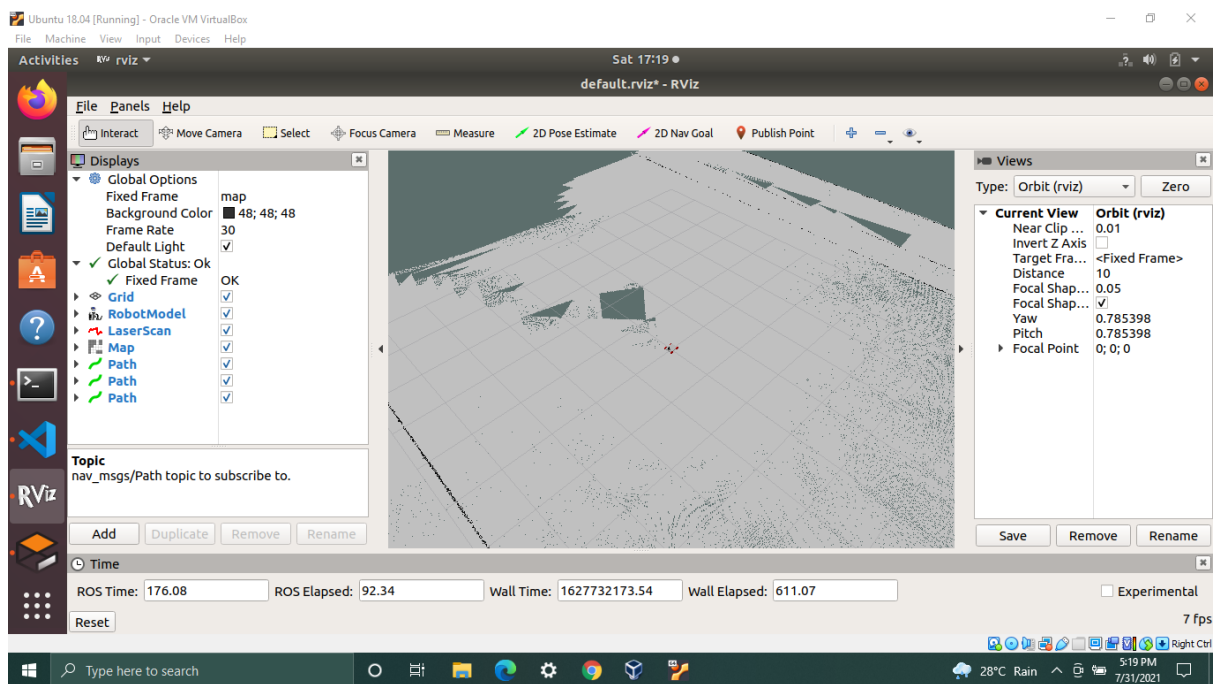 Ubuntu 18.04 [Running] - Oracle VM VirtualBox
File Machine View Input Devices Help
Activities RViz rviz Sat 17:19
default.rviz* - RViz
File Panels Help
Interact Move Camera Select Focus Camera Measure 2D Pose Estimate 2D Nav Goal Publish Point
Displays
Global Options
Fixed Frame map
Background Color 48; 48; 48
Frame Rate 30
Default Light
Global Status: Ok
Fixed Frame OK
Grid
RobotModel
LaserScan
Map
Path
Path
Path
Topic
nav_msgs/Path topic to subscribe to.
Add Duplicate Remove Rename
Views
Type: Orbit (rviz) Zero
Current View Orbit (rviz)
Near Clip ... 0.01
Invert Z Axis
Target Fra... <Fixed Frame>
Distance 10
Focal Shap... 0.05
Focal Shap...
Yaw 0.785398
Pitch 0.785398
Focal Point 0; 0; 0
Save Remove Rename
RViz
Time
ROS Time: 176.08 ROS Elapsed: 92.34 Wall Time: 1627732173.54 Wall Elapsed: 611.07 Experimental
Reset 7 fps
Right Ctrl
Type here to search 28°C Rain 5:19 PM
7/31/2021